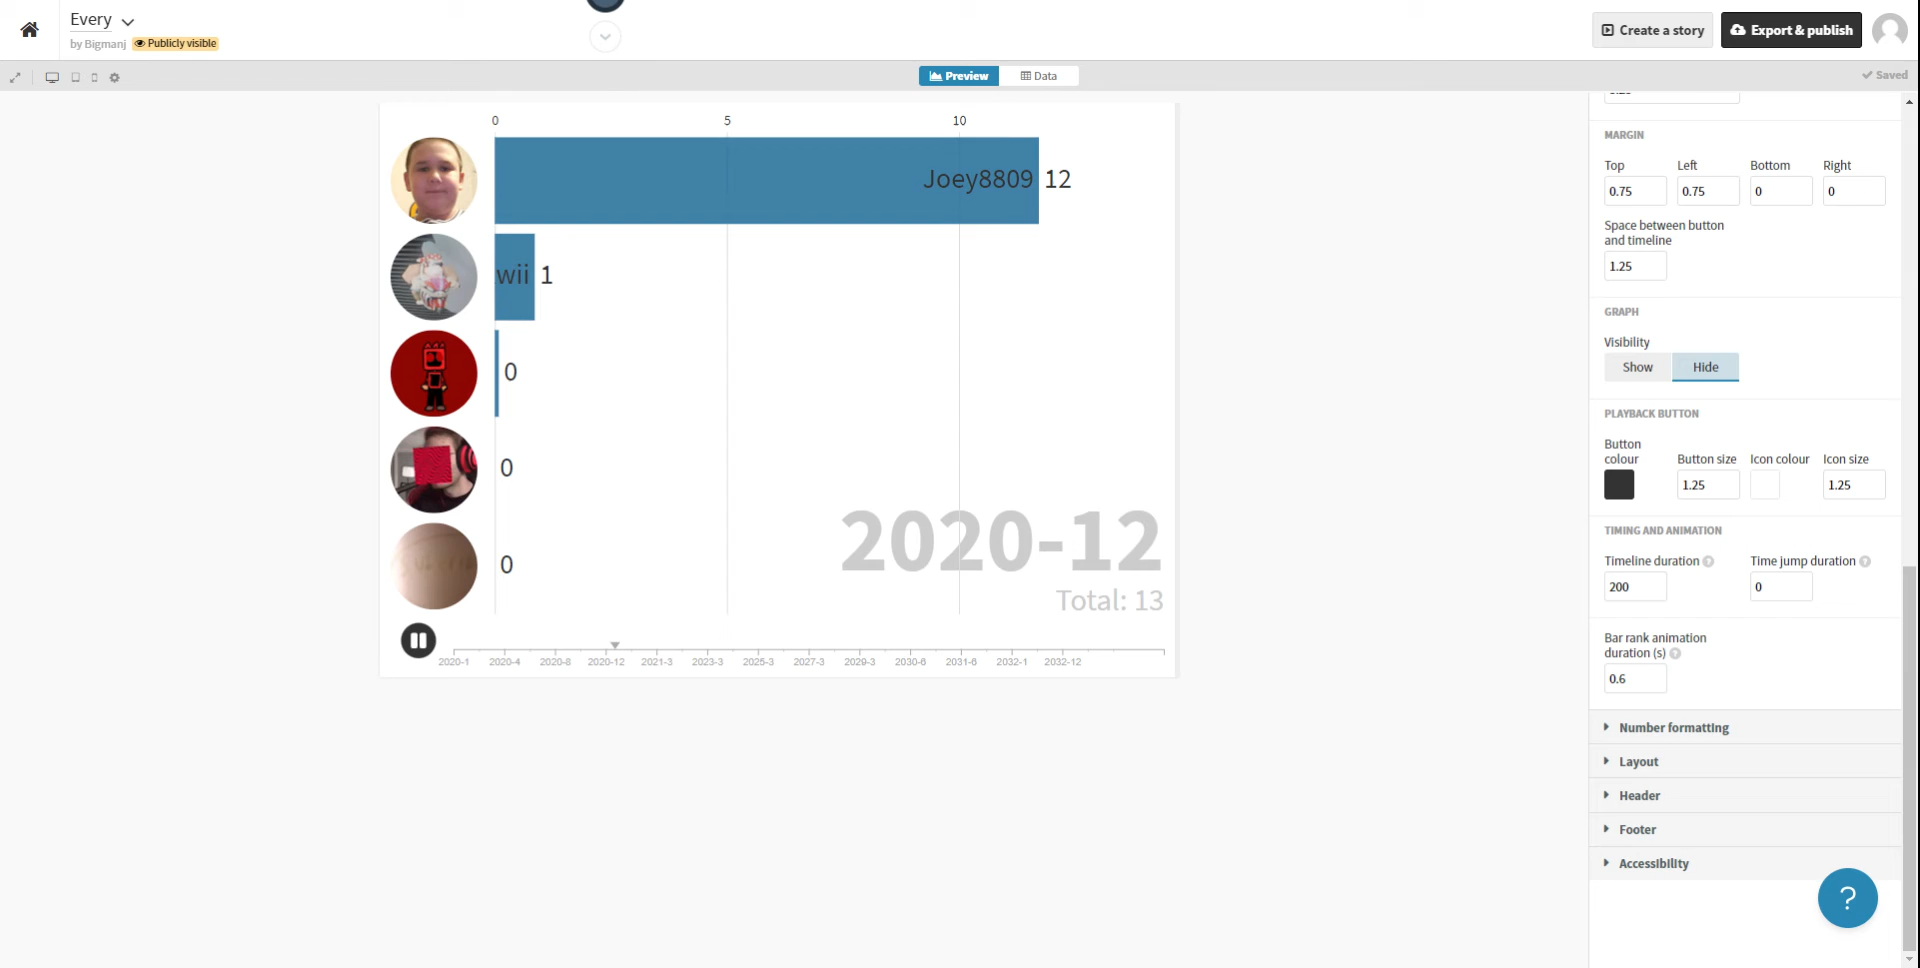 Every
by Bigmanj Publicly visible
Create a story
Export & publish
Preview
Data
Saved
0 5 10
Joey8809 12
wii 1
0
0
0
2020-12
Total: 13
2020-1 2020-4 2020-8 2020-12 2021-3 2023-3 2025-3 2027-3 2029-3 2030-6 2031-6 2032-1 2032-12
MARGIN
Top Left Bottom Right
0.75 0.75 0 0
Space between button
and timeline
1.25
GRAPH
Visibility
Show Hide
PLAYBACK BUTTON
Button
colour Button size Icon colour Icon size
1.25 1.25
TIMING AND ANIMATION
Timeline duration ? Time jump duration ?
200 0
Bar rank animation
duration (s) ?
0.6
Number formatting
Layout
Header
Footer
Accessibility
?